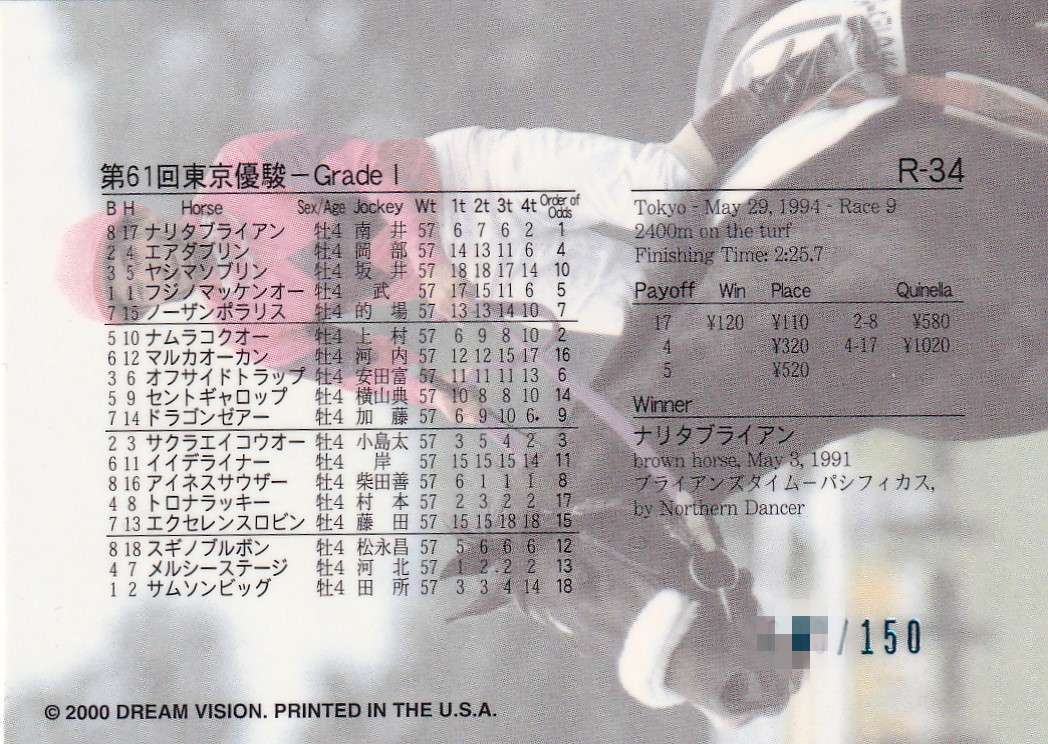 第61回東京優駿－Grade I
B H Horse Sex/Age Jockey Wt 1t 2t 3t 4t Order of Odds
8 17 ナリタブライアン 牡4 南井 57 6 7 6 2 1
2 4 エアダブリン 牡4 岡部 57 14 13 11 6 4
3 5 ヤシマソブリン 牡4 坂井 57 18 18 17 14 10
1 1 フジノマッケンオー 牡4 武 57 17 15 11 6 5
7 15 ノーザンポラリス 牡4 的場 57 13 13 14 10 7
5 10 ナムラコクオー 牡4 上村 57 6 9 8 10 2
6 12 マルカオーカン 牡4 河内 57 12 12 15 17 16
3 6 オフサイドトラップ 牡4 安田富 57 11 11 11 13 6
5 9 セントギャロップ 牡4 横山典 57 10 8 8 10 14
7 14 ドラゴンゼアー 牡4 加藤 57 6 9 10 6 9
2 3 サクラエイコウオー 牡4 小島太 57 3 5 4 2 3
6 11 イイデライナー 牡4 岸 57 15 15 15 14 11
8 16 アイネスサウザー 牡4 柴田善 57 6 1 1 1 8
4 8 トロナラッキー 牡4 村本 57 2 3 2 2 17
7 13 エクセレンスロビン 牡4 藤田 57 15 15 18 18 15
8 18 スギノブルボン 牡4 松永昌 57 5 6 6 6 12
4 7 メルシーステージ 牡4 河北 57 1 2 2 2 13
1 2 サムソンビッグ 牡4 田所 57 3 3 4 14 18
R-34
Tokyo - May 29, 1994 - Race 9
2400m on the turf
Finishing Time: 2:25.7
Payoff Win Place Quinella
17 ¥120 ¥110 2-8 ¥580
4 ¥320 4-17 ¥1020
5 ¥520
Winner
ナリタブライアン
brown horse, May 3, 1991
ブライアンズタイム－パシフィカス,
by Northern Dancer
/150
© 2000 DREAM VISION. PRINTED IN THE U.S.A.